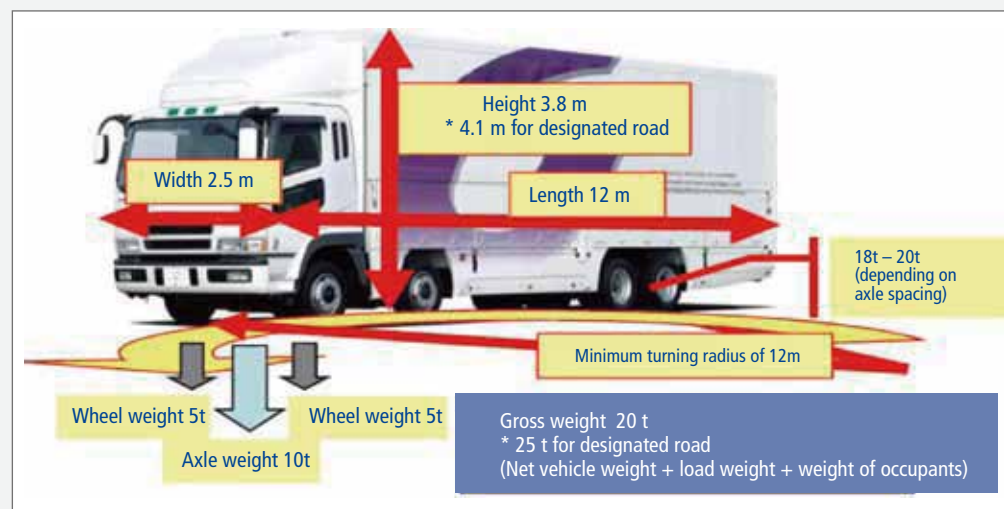 Height 3.8 m
* 4.1 m for designated road
Width 2.5 m
Length 12 m
18t – 20t
(depending on
axle spacing)
Minimum turning radius of 12m
Wheel weight 5t
Wheel weight 5t
Axle weight 10t
Gross weight 20 t
* 25 t for designated road
(Net vehicle weight + load weight + weight of occupants)